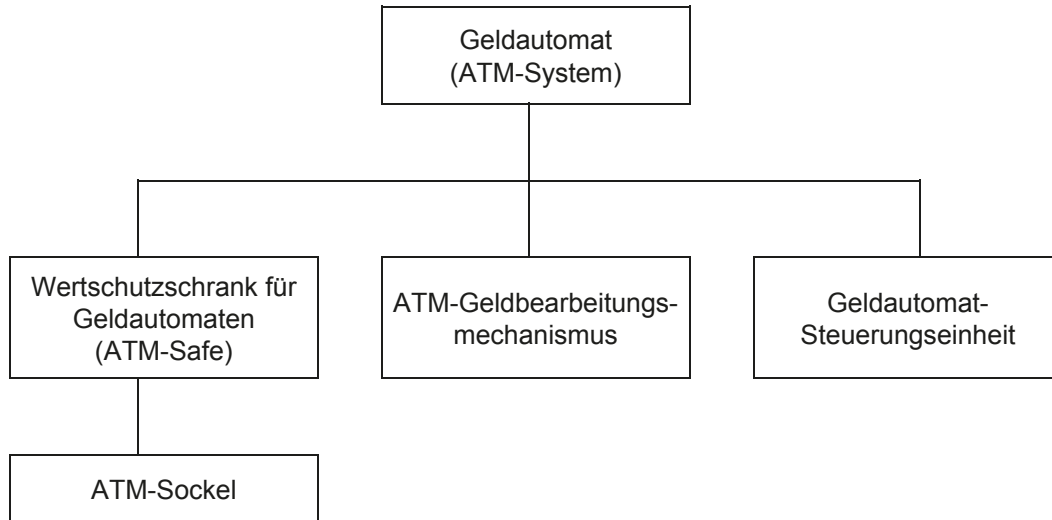 Geldautomat
(ATM-System)
Wertschutzschrank für
Geldautomaten
(ATM-Safe)
ATM-Geldbearbeitungs-
mechanismus
Geldautomat-
Steuerungseinheit
ATM-Sockel